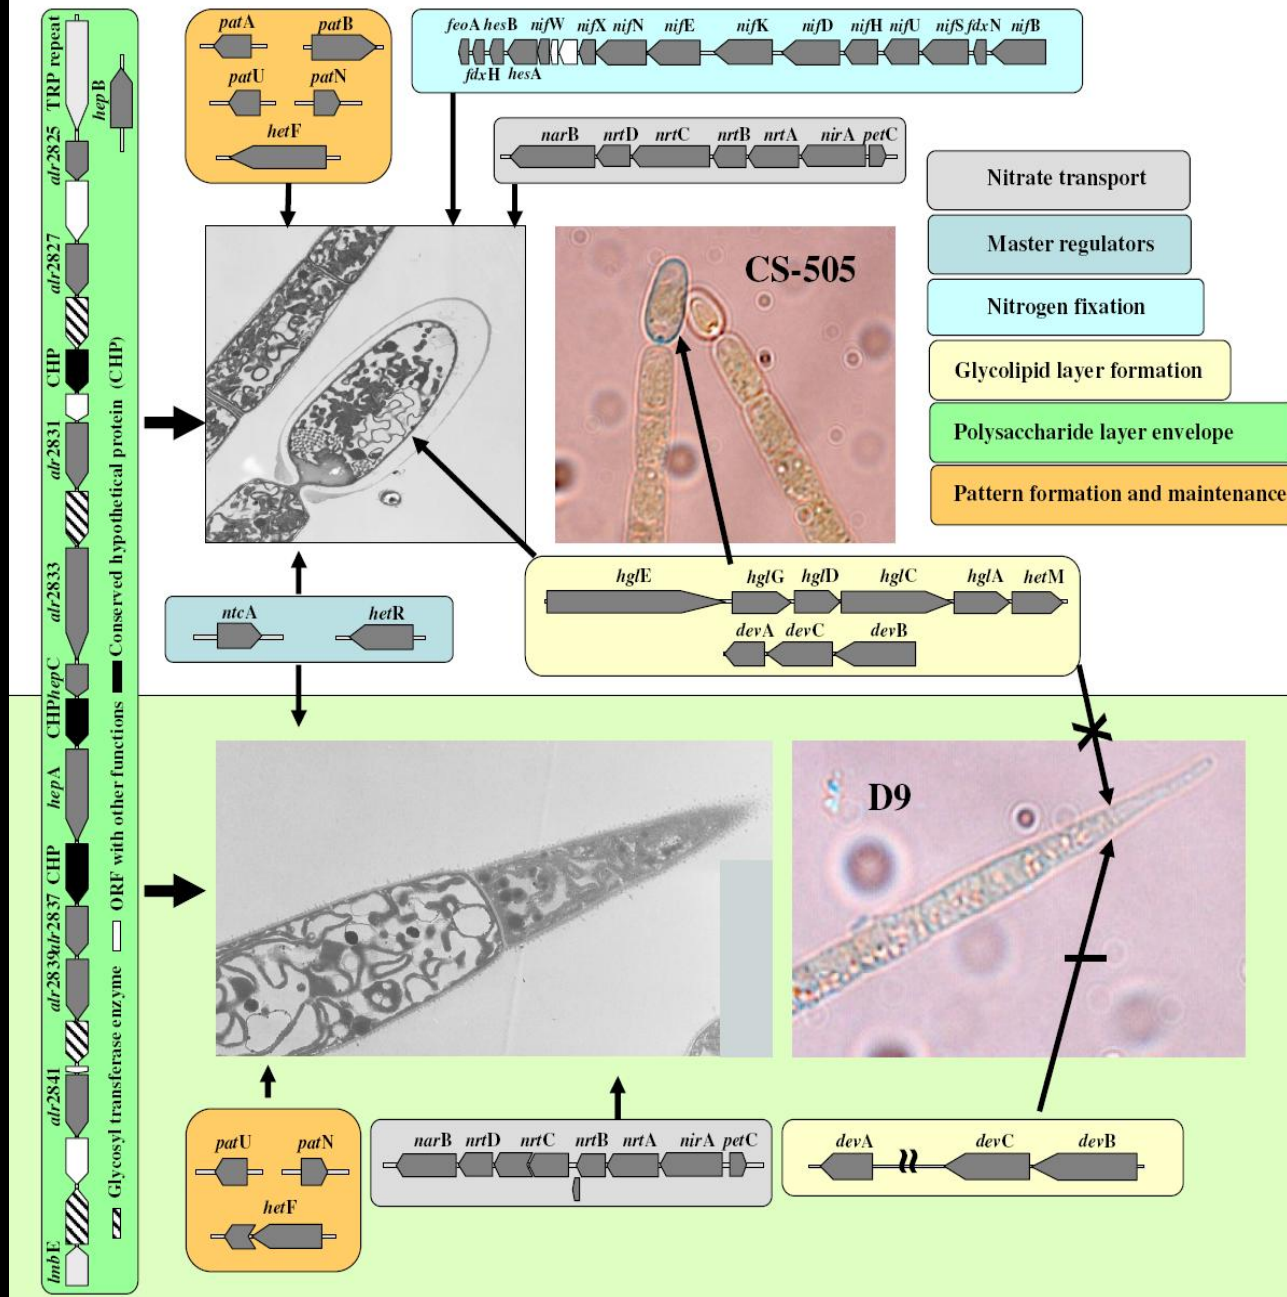 patA patB
patU patN
hetF
feoA hesB nifW nifX nifN nifE nifK nifD nifH nifU nifS fdxN nifB
fdxH hesA
narB nrtD nrtC nrtB nrtA nirA petC
Nitrate transport
Master regulators
Nitrogen fixation
Glycolipid layer formation
Polysaccharide layer envelope
Pattern formation and maintenance
TRP repeat
hepB
alr2825
alr2827
CHP
alr2831
alr2833
hepC
CHP
hepA
CHP
alr2837
alr2839
alr2841
lmbE
Glycosyl transferase enzyme
ORF with other functions
Conserved hypothetical protein (CHP)
CS-505
ntcA hetR
hglE hglG hglD hglC hglA hetM
devA devC devB
D9
patU patN
hetF
narB nrtD nrtC nrtB nrtA nirA petC
devA devC devB